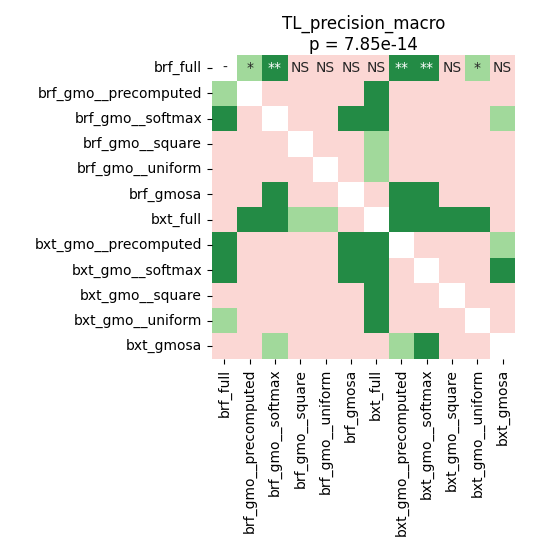 TL_precision_macro
p = 7.85e-14
brf_full - * ** NS NS NS NS ** ** NS * NS
brf_gmo__precomputed
brf_gmo__softmax
brf_gmo__square
brf_gmo__uniform
brf_gmosa
bxt_full
bxt_gmo__precomputed
bxt_gmo__softmax
bxt_gmo__square
bxt_gmo__uniform
bxt_gmosa
brf_full
brf_gmo__precomputed
brf_gmo__softmax
brf_gmo__square
brf_gmo__uniform
brf_gmosa
bxt_full
bxt_gmo__precomputed
bxt_gmo__softmax
bxt_gmo__square
bxt_gmo__uniform
bxt_gmosa